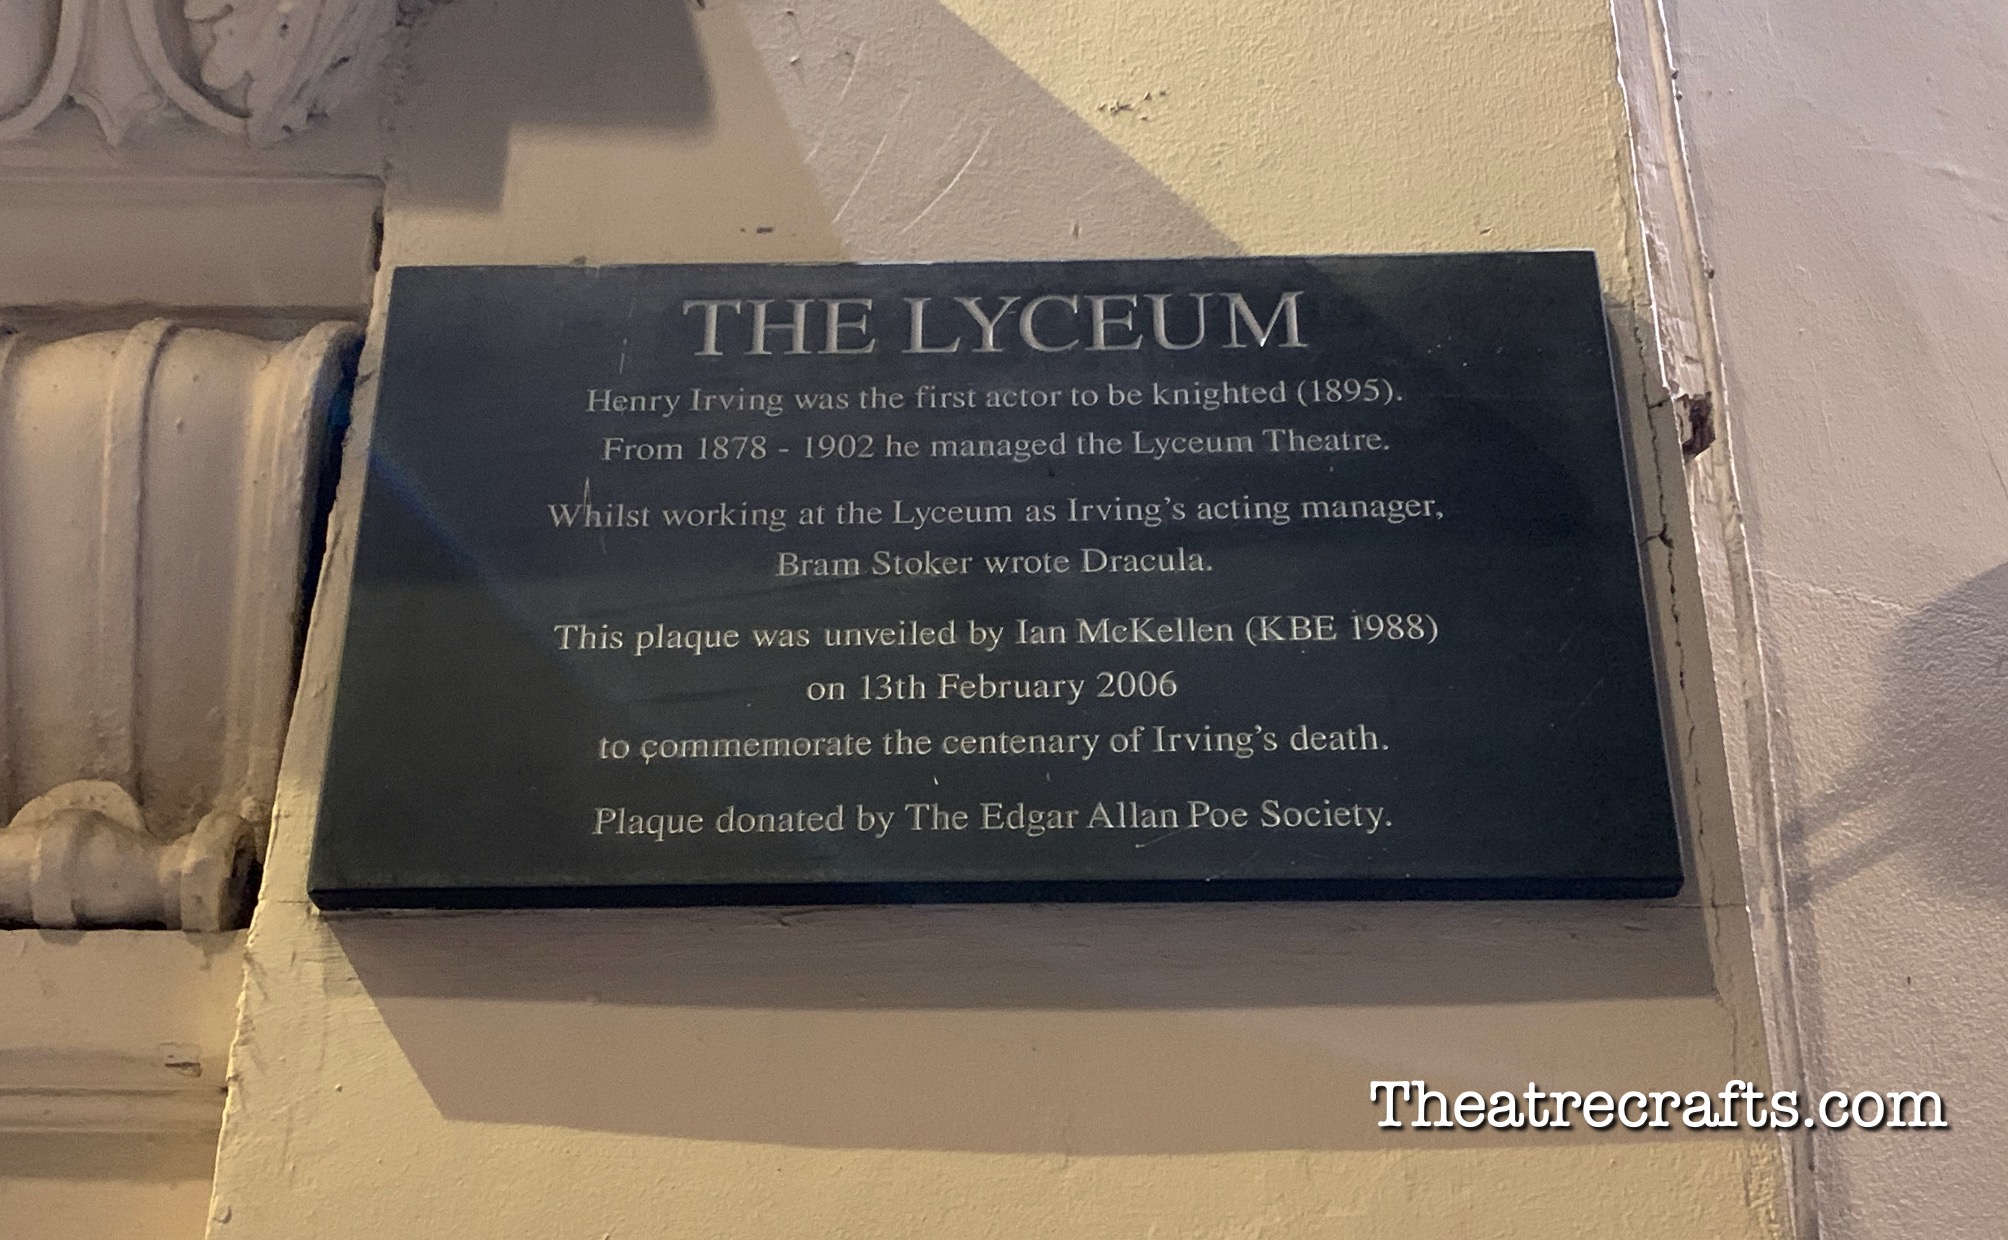 THE LYCEUM
Henry Irving was the first actor to be knighted (1895).
From 1878 - 1902 he managed the Lyceum Theatre.
Whilst working at the Lyceum as Irving's acting manager,
Bram Stoker wrote Dracula.
This plaque was unveiled by Ian McKellen (KBE 1988)
on 13th February 2006
to commemorate the centenary of Irving's death.
Plaque donated by The Edgar Allan Poe Society.
Theatrecrafts.com